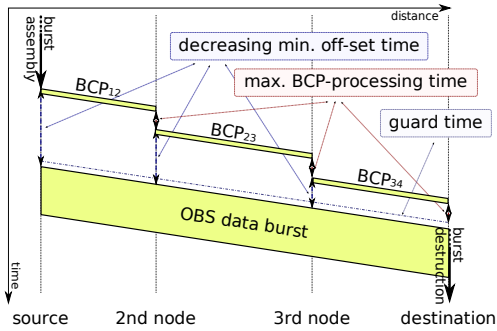 distance
burst
assembly
decreasing min. off-set time
max. BCP-processing time
guard time
BCP12
BCP23
BCP34
OBS data burst
burst
destruction
time
source
2nd node
3rd node
destination